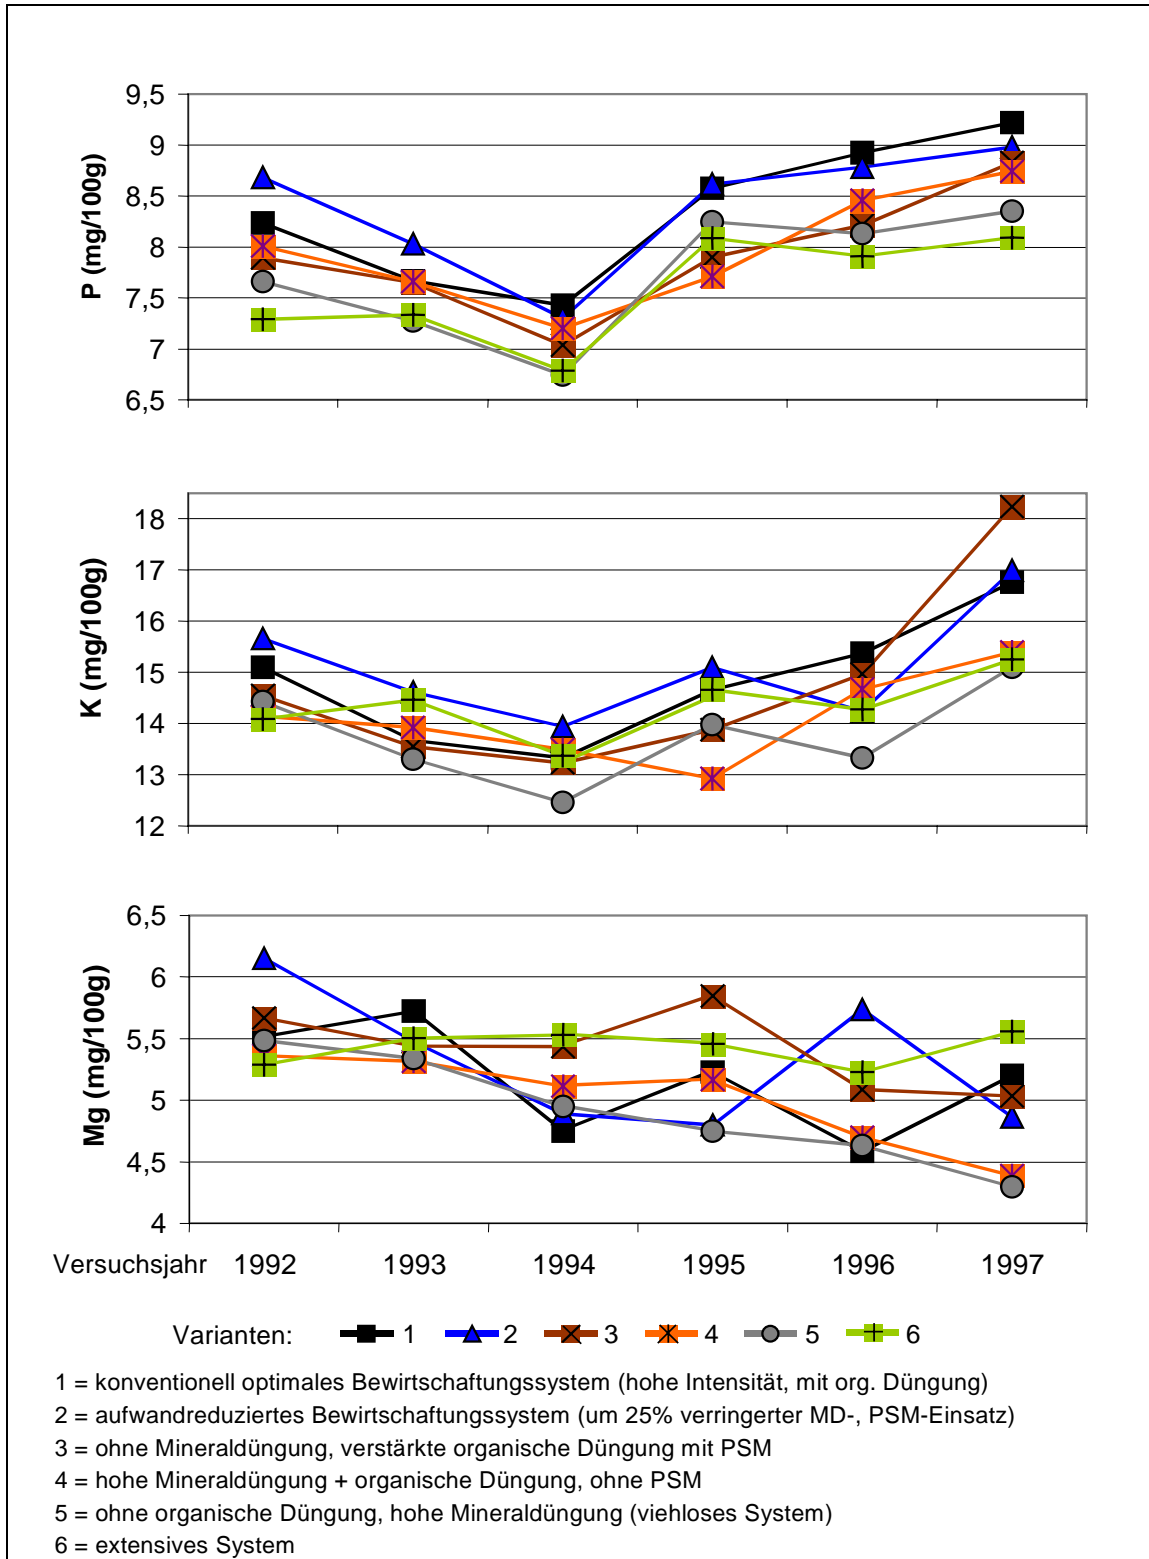 P (mg/100g)
9,5
9
8,5
8
7,5
7
6,5
K (mg/100g)
18
17
16
15
14
13
12
Mg (mg/100g)
6,5
6
5,5
5
4,5
4
Versuchsjahr 1992 1993 1994 1995 1996 1997
Varianten: 1 2 3 4 5 6
1 = konventionell optimales Bewirtschaftungssystem (hohe Intensität, mit org. Düngung)
2 = aufwandreduziertes Bewirtschaftungssystem (um 25% verringerter MD-, PSM-Einsatz)
3 = ohne Mineraldüngung, verstärkte organische Düngung mit PSM
4 = hohe Mineraldüngung + organische Düngung, ohne PSM
5 = ohne organische Düngung, hohe Mineraldüngung (viehloses System)
6 = extensives System